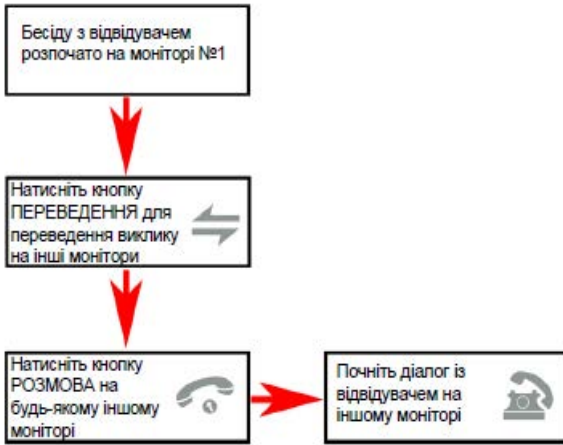 Бесіду з відвідувачем
розпочато на моніторі №1
Натисніть кнопку
ПЕРЕВЕДЕННЯ для
переведення виклику
на інші монітори
Натисніть кнопку
РОЗМОВА на
будь-якому іншому
моніторі
Почніть діалог із
відвідувачем на
іншому моніторі